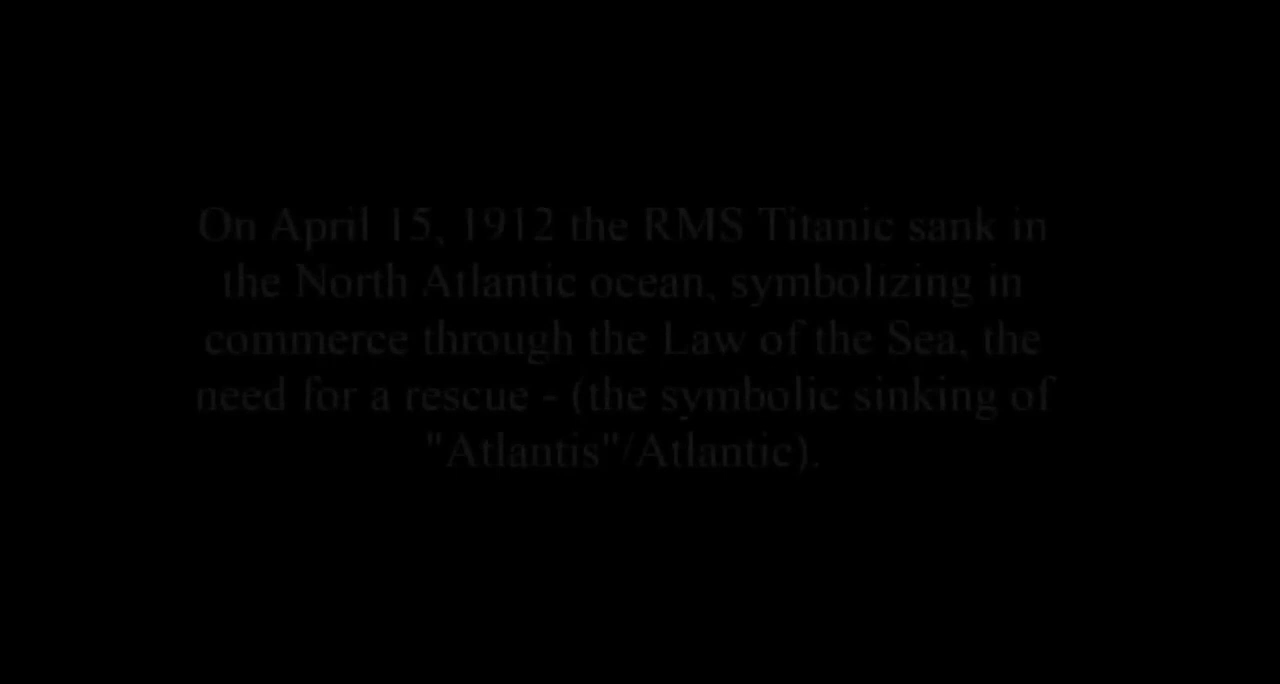 On April 15, 1912 the RMS Titanic sank in
the North Atlantic ocean, symbolizing in
commerce through the Law of the Sea, the
need for a rescue - (the symbolic sinking of
"Atlantis"/Atlantic).